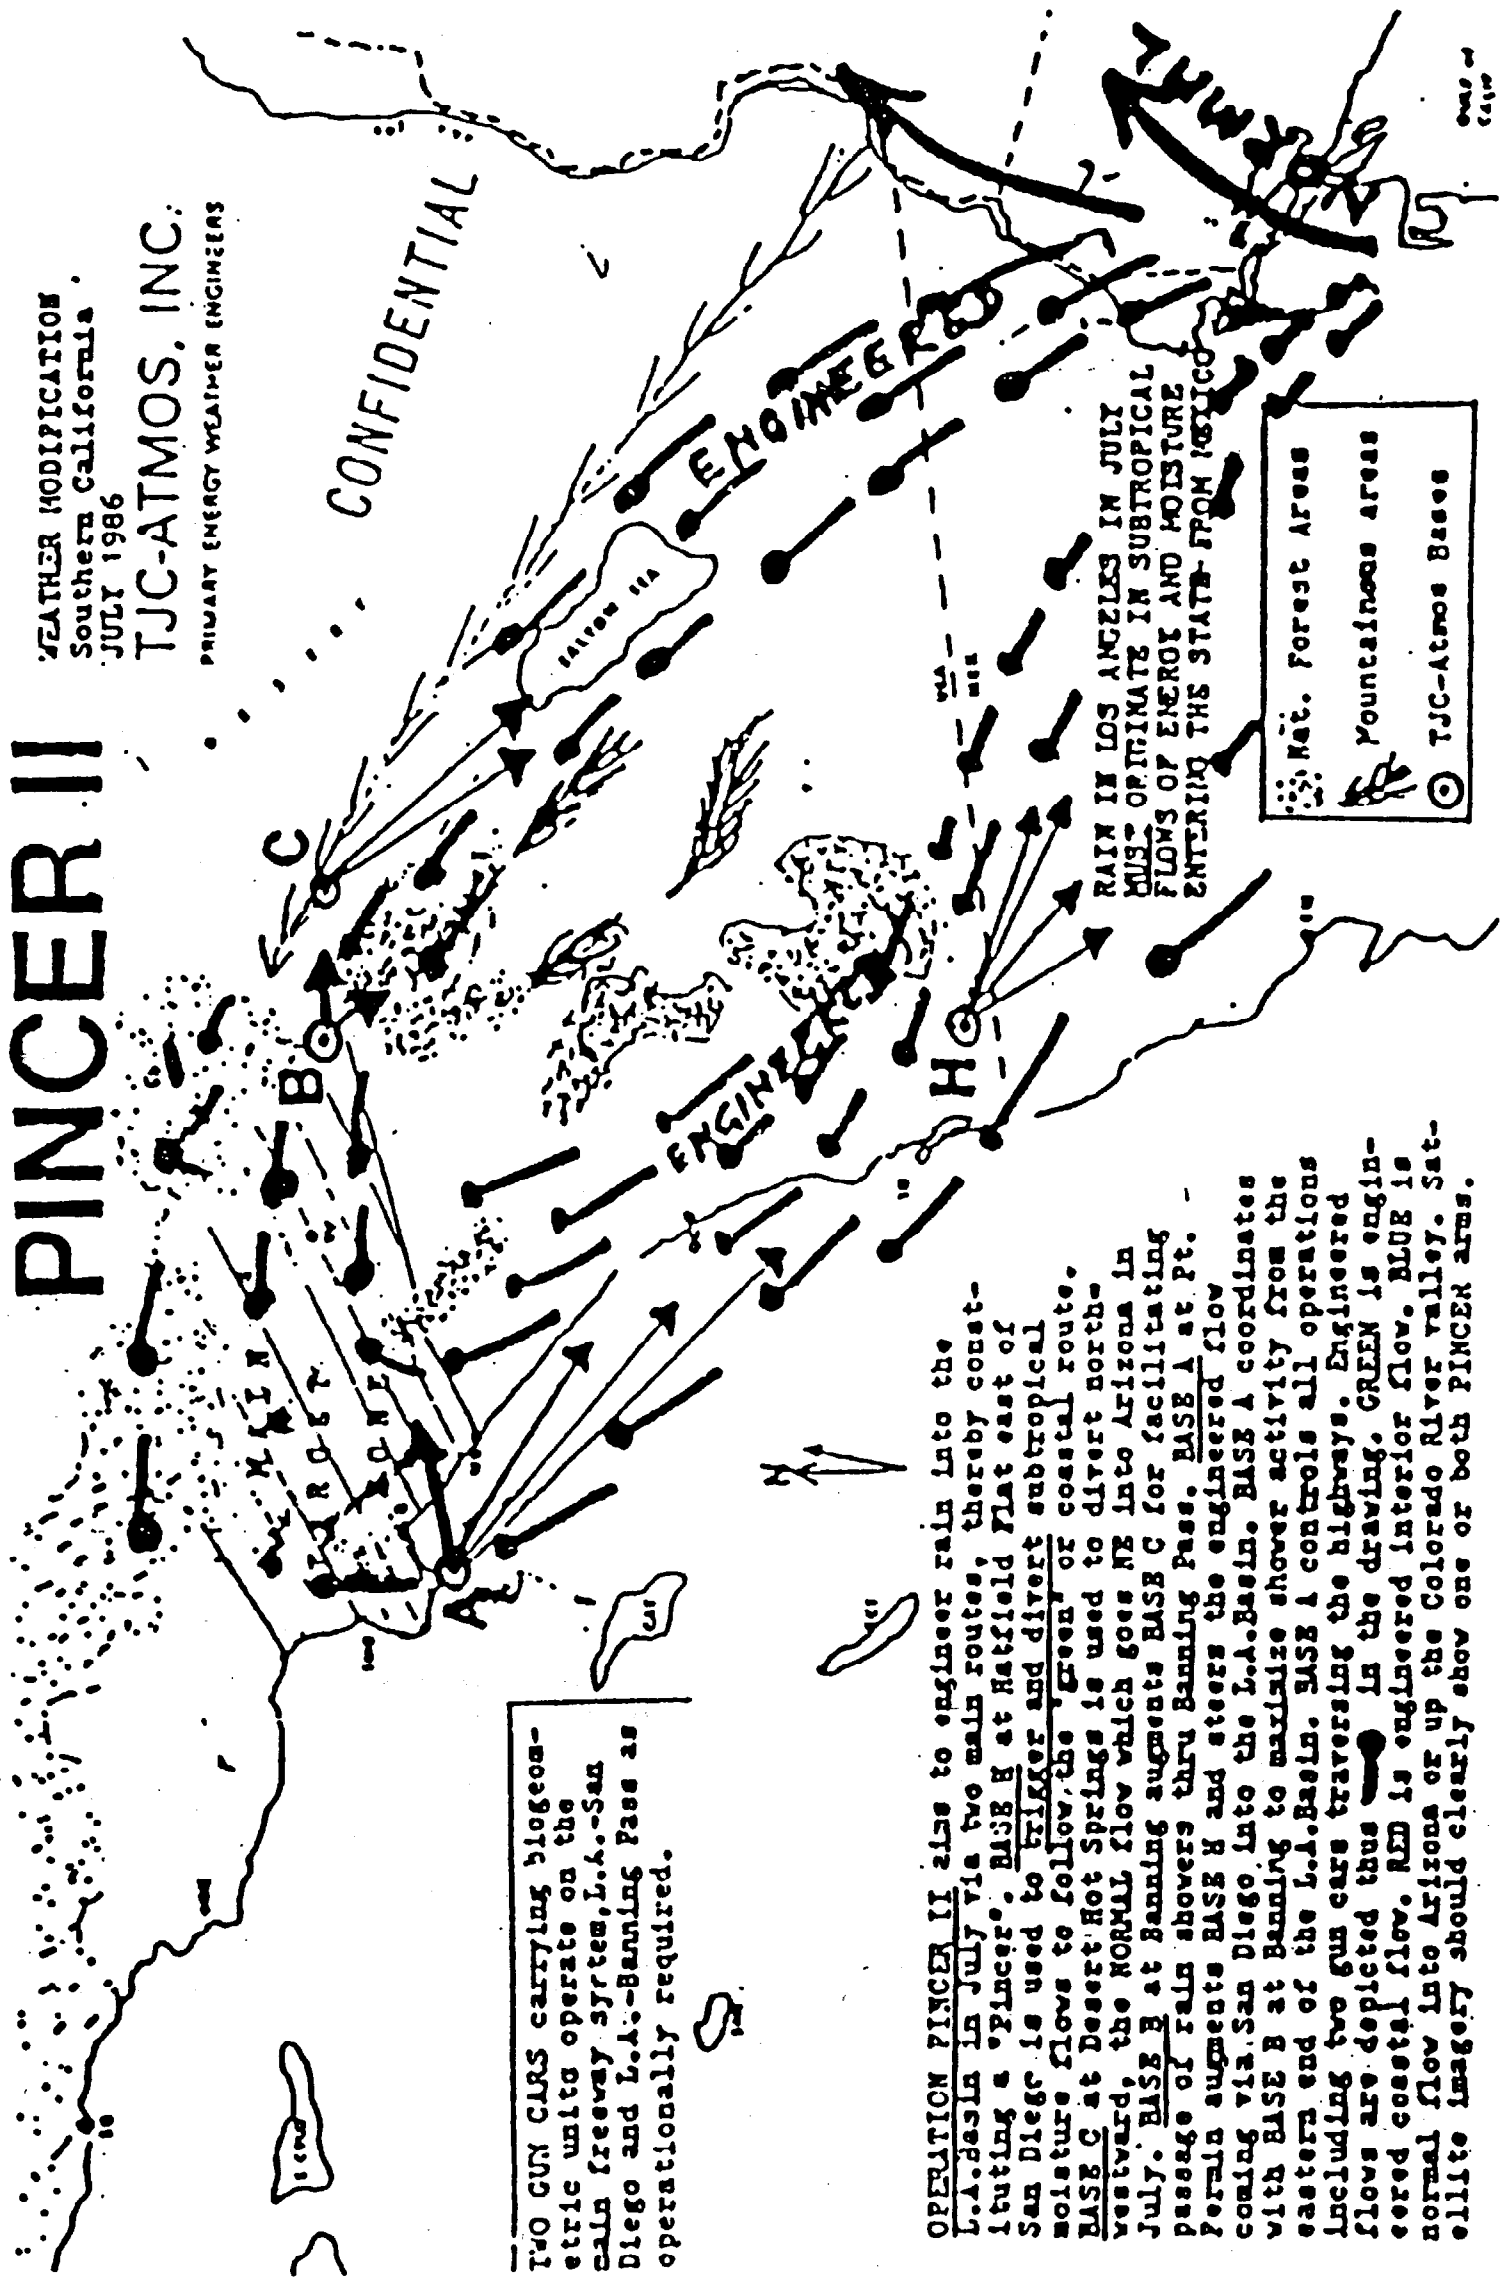 PINCER II
WEATHER MODIFICATION
Southern California
JULY 1986
TJC-ATMOS, INC.
PRIMARY ENERGY WEATHER ENGINEERS
CONFIDENTIAL
C
B
A
H
MAIN
TARGET
ZONE
SALTON SEA
ENGINEERED
ENGINEERED
USA
MEX
RAIN IN LOS ANGELES IN JULY
MUST ORIGINATE IN SUBTROPICAL
FLOWS OF ENERGY AND MOISTURE
ENTERING THE STATE FROM MEXICO
Nat. Forest Areas
Mountainous areas
TJC-Atmos Bases
TWO GUN CARS carrying biogeom-
etric units operate on the
main freeway syrtem, L.A.-San
Diego and L.A.-Banning Pass as
operationally required.
OPERATION PINCER II aims to engineer rain into the
L.A.Basin in July via two main routes, thereby const-
ituting a "Pincer". BASE H at Hatfield Flat east of
San Diego is used to trigger and divert subtropical
moisture flows to follow the "green" or coastal route.
BASE C at Desert Hot Springs is used to divert north-
westward, the NORMAL flow which goes NE into Arizona in
July. BASE B at Banning augments BASE C for facilitating
passage of rain showers thru Banning Pass. BASE A at Pt.
Fermin augments BASE H and steers the engineered flow
coming via San Diego into the L.A.Basin. BASE A coordinates
with BASE B at Banning to maximize shower activity from the
eastern end of the L.A.Basin. BASE A controls all operations
including two gun cars traversing the highways. Engineered
flows are depicted thus in the drawing. GREEN is engin-
eered coastal flow. RED is engineered interior flow. BLUE is
normal flow into Arizona or up the Colorado River valley. Sat-
ellite imagery should clearly show one or both PINCER arms.